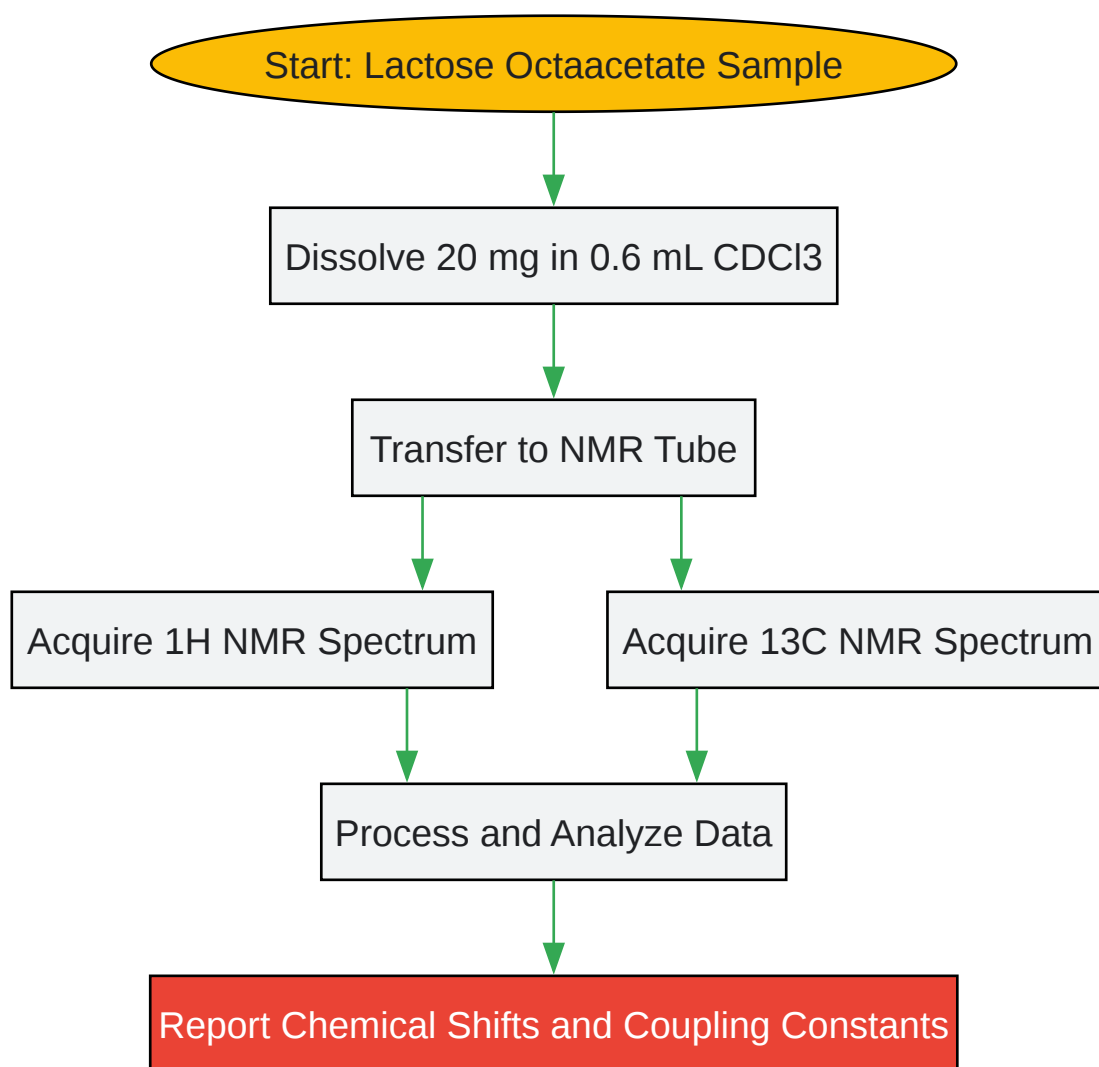 Start: Lactose Octaacetate Sample
Dissolve 20 mg in 0.6 mL CDCl3
Transfer to NMR Tube
Acquire 1H NMR Spectrum
Acquire 13C NMR Spectrum
Process and Analyze Data
Report Chemical Shifts and Coupling Constants